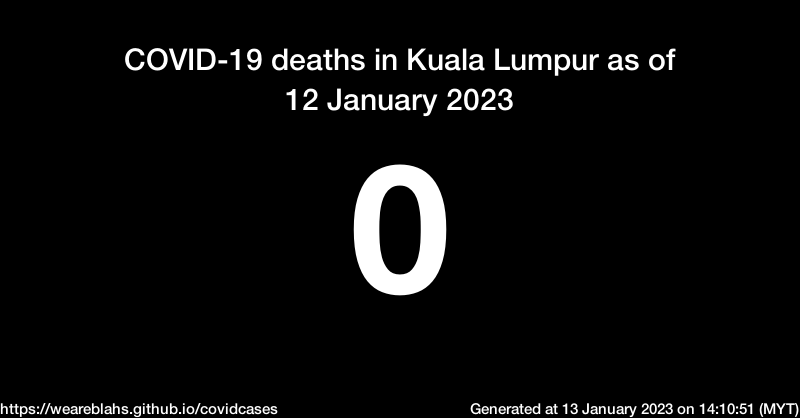 COVID-19 deaths in Kuala Lumpur as of
12 January 2023
0
https://weareblahs.github.io/covidcases
Generated at 13 January 2023 on 14:10:51 (MYT)